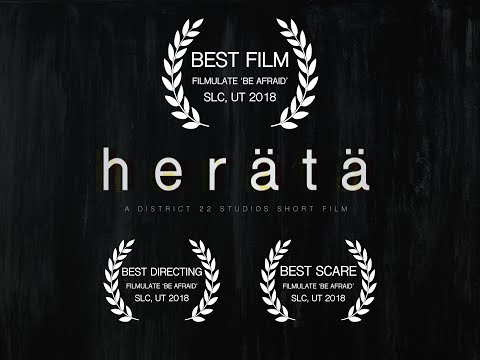 BEST FILM
FILMULATE 'BE AFRAID'
SLC, UT 2018
herätä
A DISTRICT 22 STUDIOS SHORT FILM
BEST DIRECTING
FILMULATE 'BE AFRAID'
SLC, UT 2018
BEST SCARE
FILMULATE 'BE AFRAID'
SLC, UT 2018